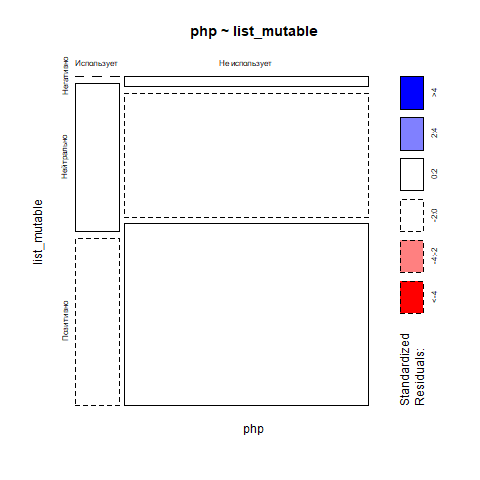 php ~ list_mutable
Использует
Не использует
Негативно
Нейтрально
Позитивно
list_mutable
php
>4
2:4
0:2
-2:0
-4:-2
<-4
Standardized
Residuals: